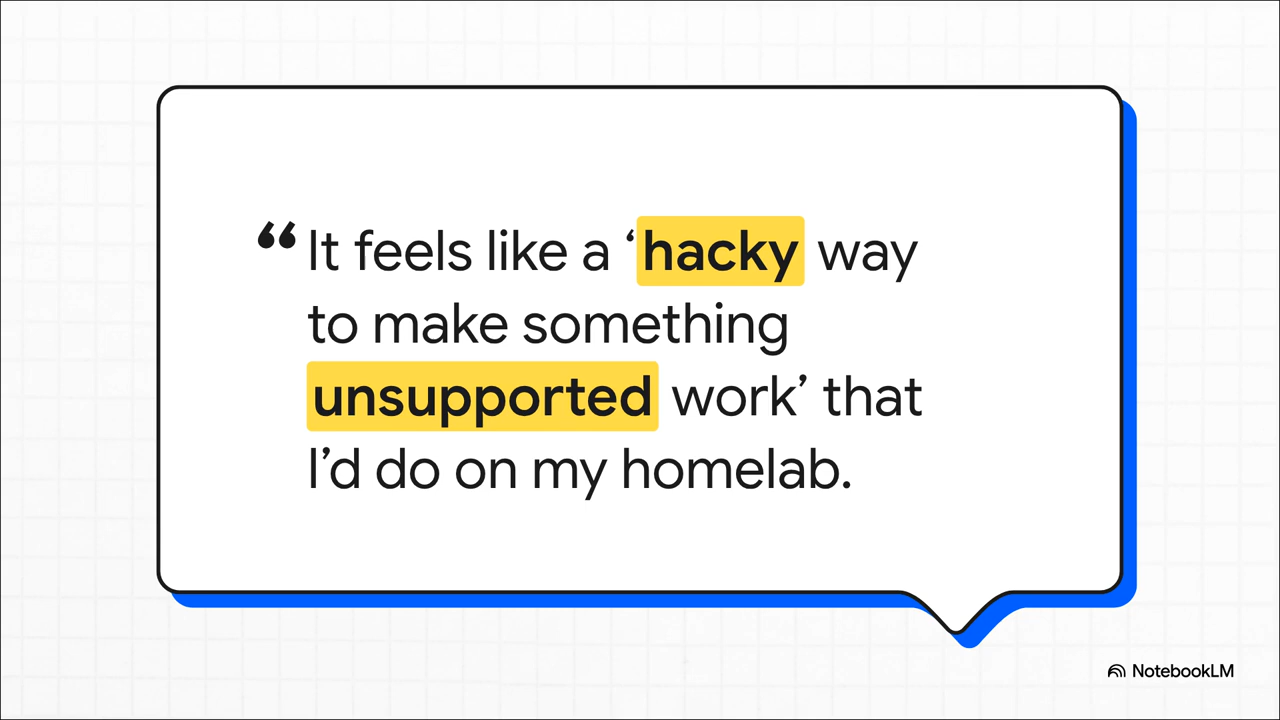 “It feels like a ‘hacky way
to make something
unsupported work’ that
I’d do on my homelab.
NotebookLM